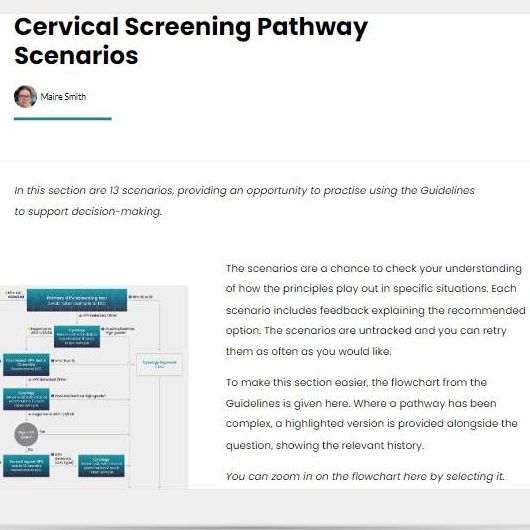 Cervical Screening Pathway
Scenarios
Maire Smith
In this section are 13 scenarios, providing an opportunity to practise using the Guidelines
to support decision-making.
The scenarios are a chance to check your understanding
of how the principles play out in specific situations. Each
scenario includes feedback explaining the recommended
option. The scenarios are untracked and you can retry
them as often as you would like.
To make this section easier, the flowchart from the
Guidelines is given here. Where a pathway has been
complex, a highlighted version is provided alongside the
question, showing the relevant history.
You can zoom in on the flowchart here by selecting it.
Primary HPV screening test
HPV detected Other
Cytology